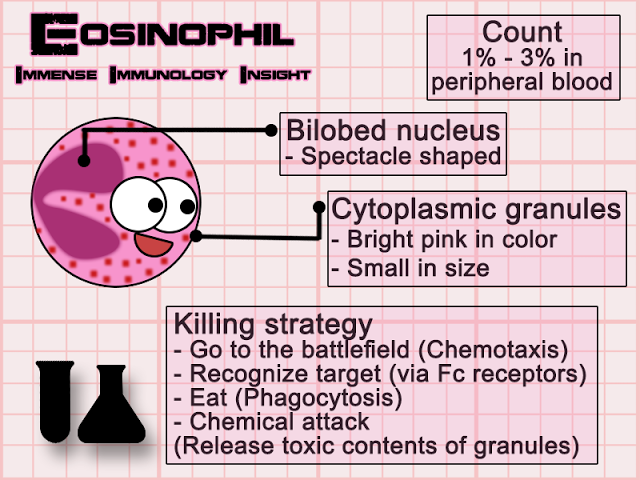 Eosinophil
Immense Immunology Insight
Count
1% - 3% in
peripheral blood
Bilobed nucleus
- Spectacle shaped
Cytoplasmic granules
- Bright pink in color
- Small in size
Killing strategy
- Go to the battlefield (Chemotaxis)
- Recognize target (via Fc receptors)
- Eat (Phagocytosis)
- Chemical attack
(Release toxic contents of granules)